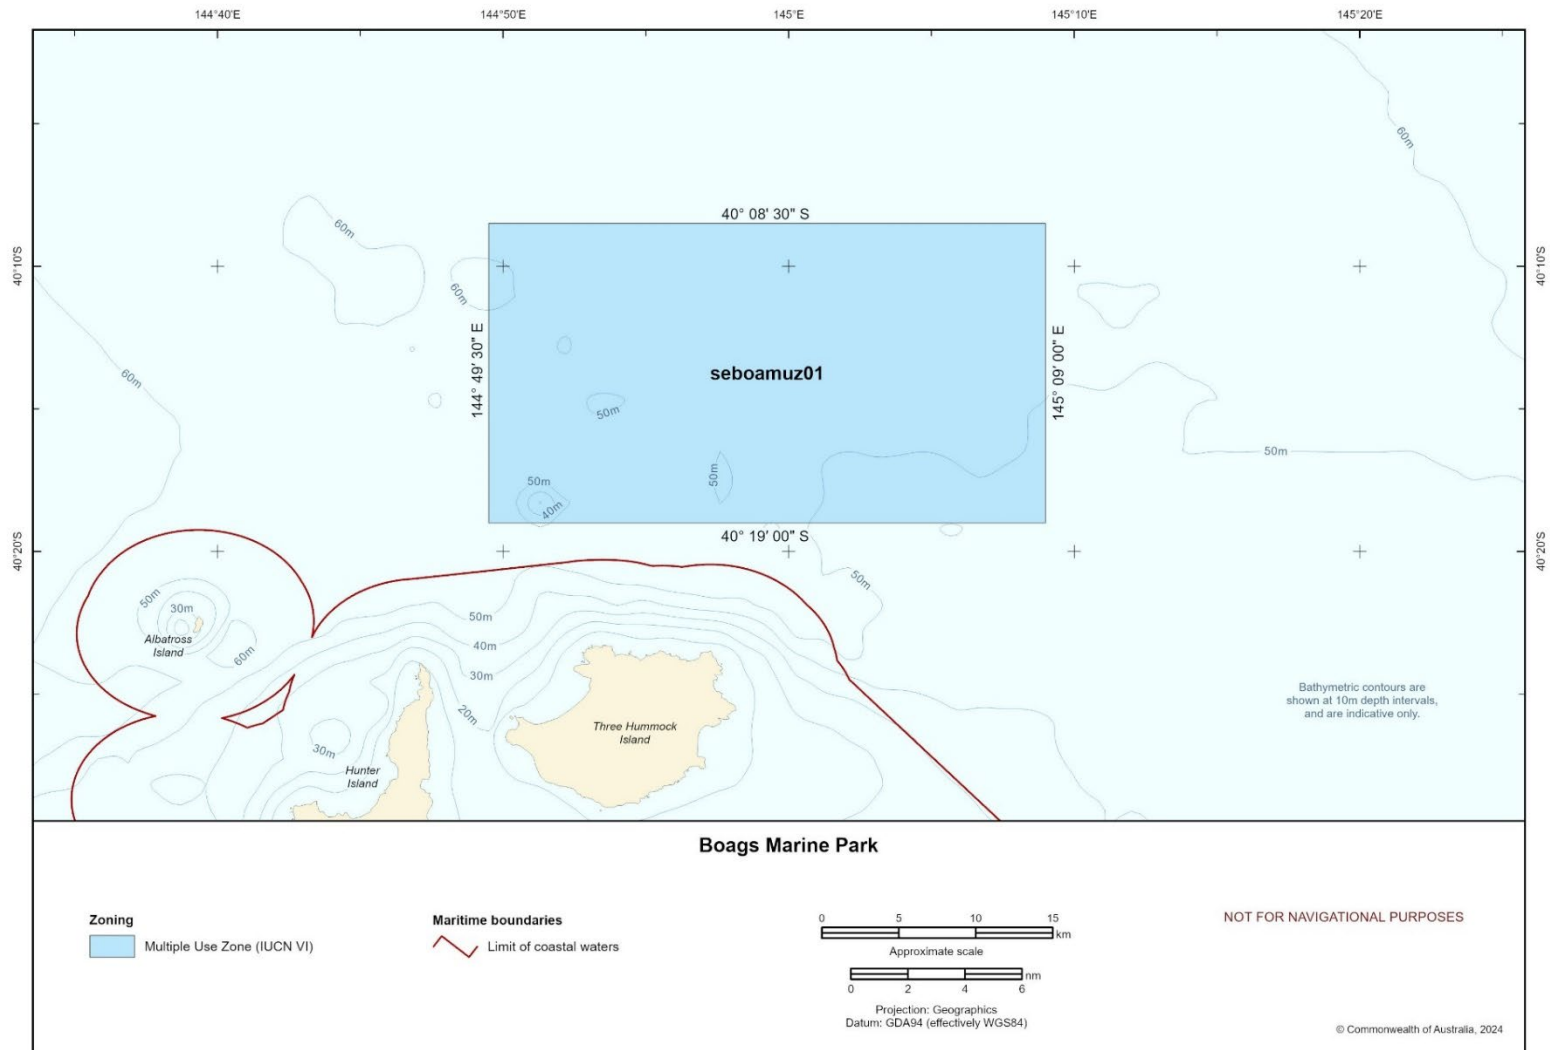 144°40'E
144°50'E
145°E
145°10'E
145°20'E
60m
40° 08' 30" S
60m
40°10'S
40°10'S
60m
144° 49' 30" E
145° 09' 00" E
seboamuz01
60m
50m
50m
50m
50m
40m
40° 19' 00" S
40°20'S
40°20'S
50m
50m
30m
50m
Albatross
Island
40m
60m
30m
20m
Bathymetric contours are
shown at 10m depth intervals,
and are indicative only.
Three Hummock
Island
30m
Hunter
Island
Boags Marine Park
Zoning
Multiple Use Zone (IUCN VI)
Maritime boundaries
Limit of coastal waters
0 5 10 15
km
Approximate scale
nm
0 2 4 6
Projection: Geographics
Datum: GDA94 (effectively WGS84)
NOT FOR NAVIGATIONAL PURPOSES
© Commonwealth of Australia, 2024